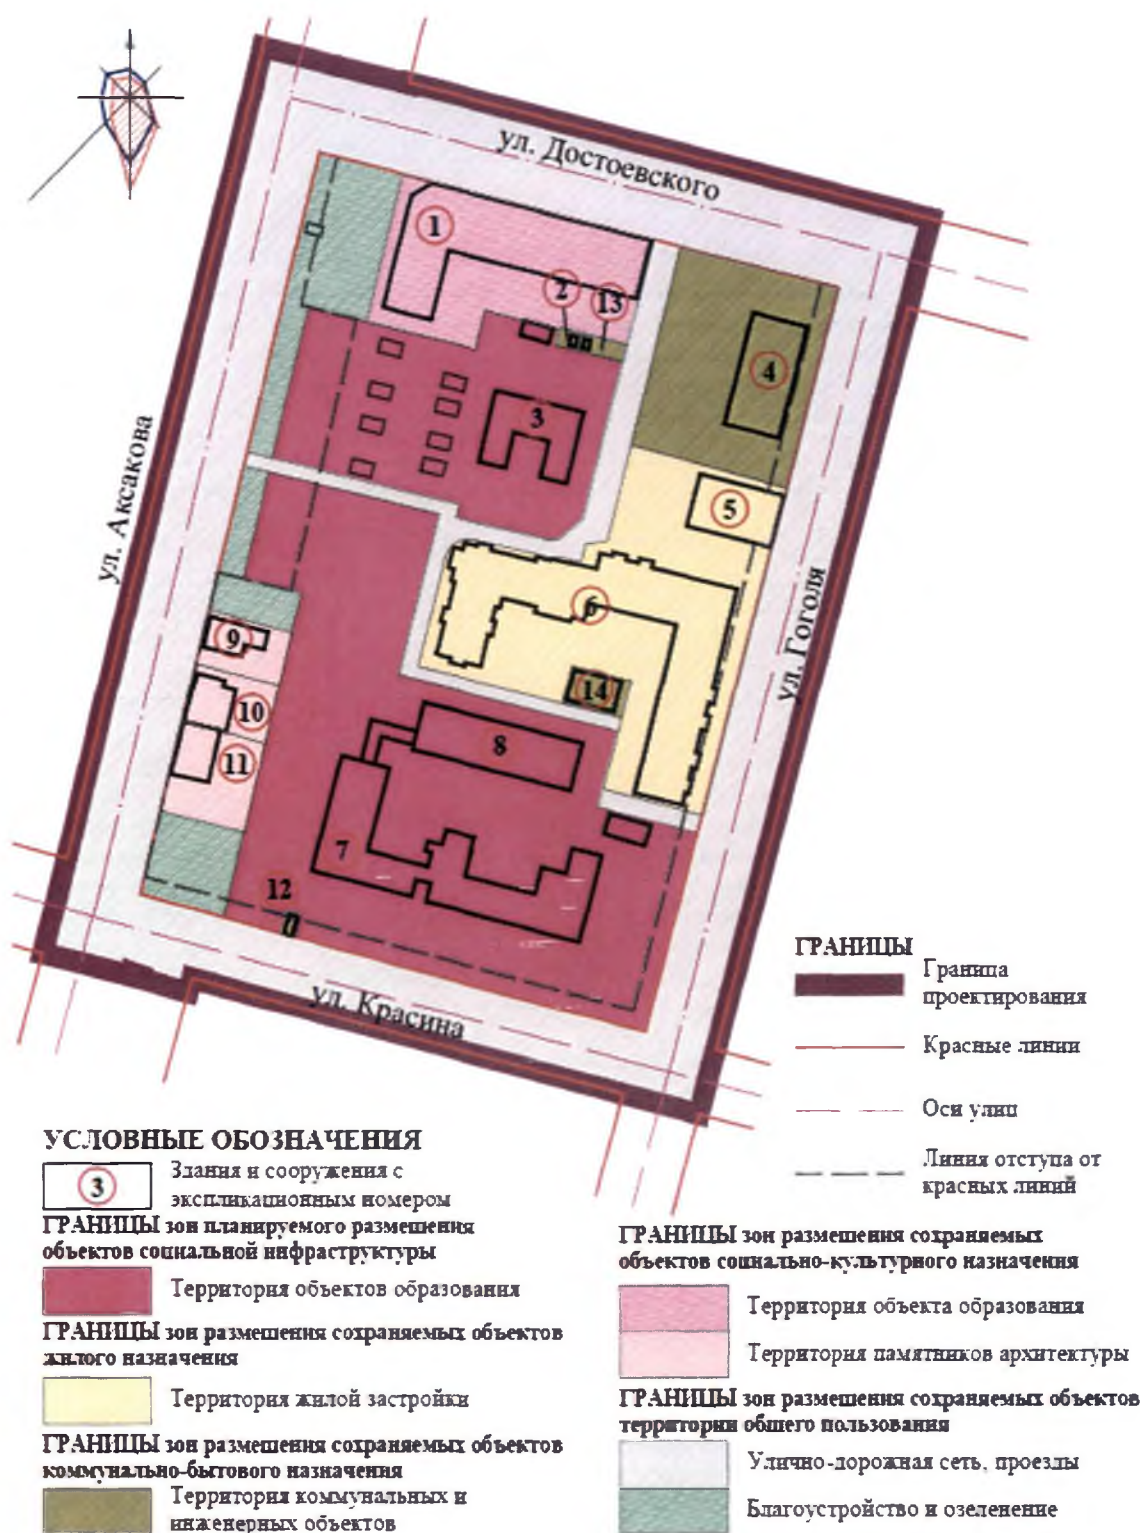 ул. Достоевского
1
2
13
4
3
5
ул. Аксакова
6
ул. Гоголя
9
14
10
8
11
7
12
ул. Красина
ГРАНИЦЫ
Граница
проектирования
Красные линии
Оси улиц
Линия отступа от
красных линий
УСЛОВНЫЕ ОБОЗНАЧЕНИЯ
3
Здания и сооружения с
экспликационным номером
ГРАНИЦЫ зон планируемого размещения
объектов социальной инфраструктуры
Территория объектов образования
ГРАНИЦЫ зон размещения сохраняемых объектов
жилого назначения
Территория жилой застройки
ГРАНИЦЫ зон размещения сохраняемых объектов
коммунально-бытового назначения
Территория коммунальных и
инженерных объектов
ГРАНИЦЫ зон размещения сохраняемых
объектов социально-культурного назначения
Территория объекта образования
Территория памятников архитектуры
ГРАНИЦЫ зон размещения сохраняемых объектов
территории общего пользования
Улично-дорожная сеть, проезды
Благоустройство и озеленение